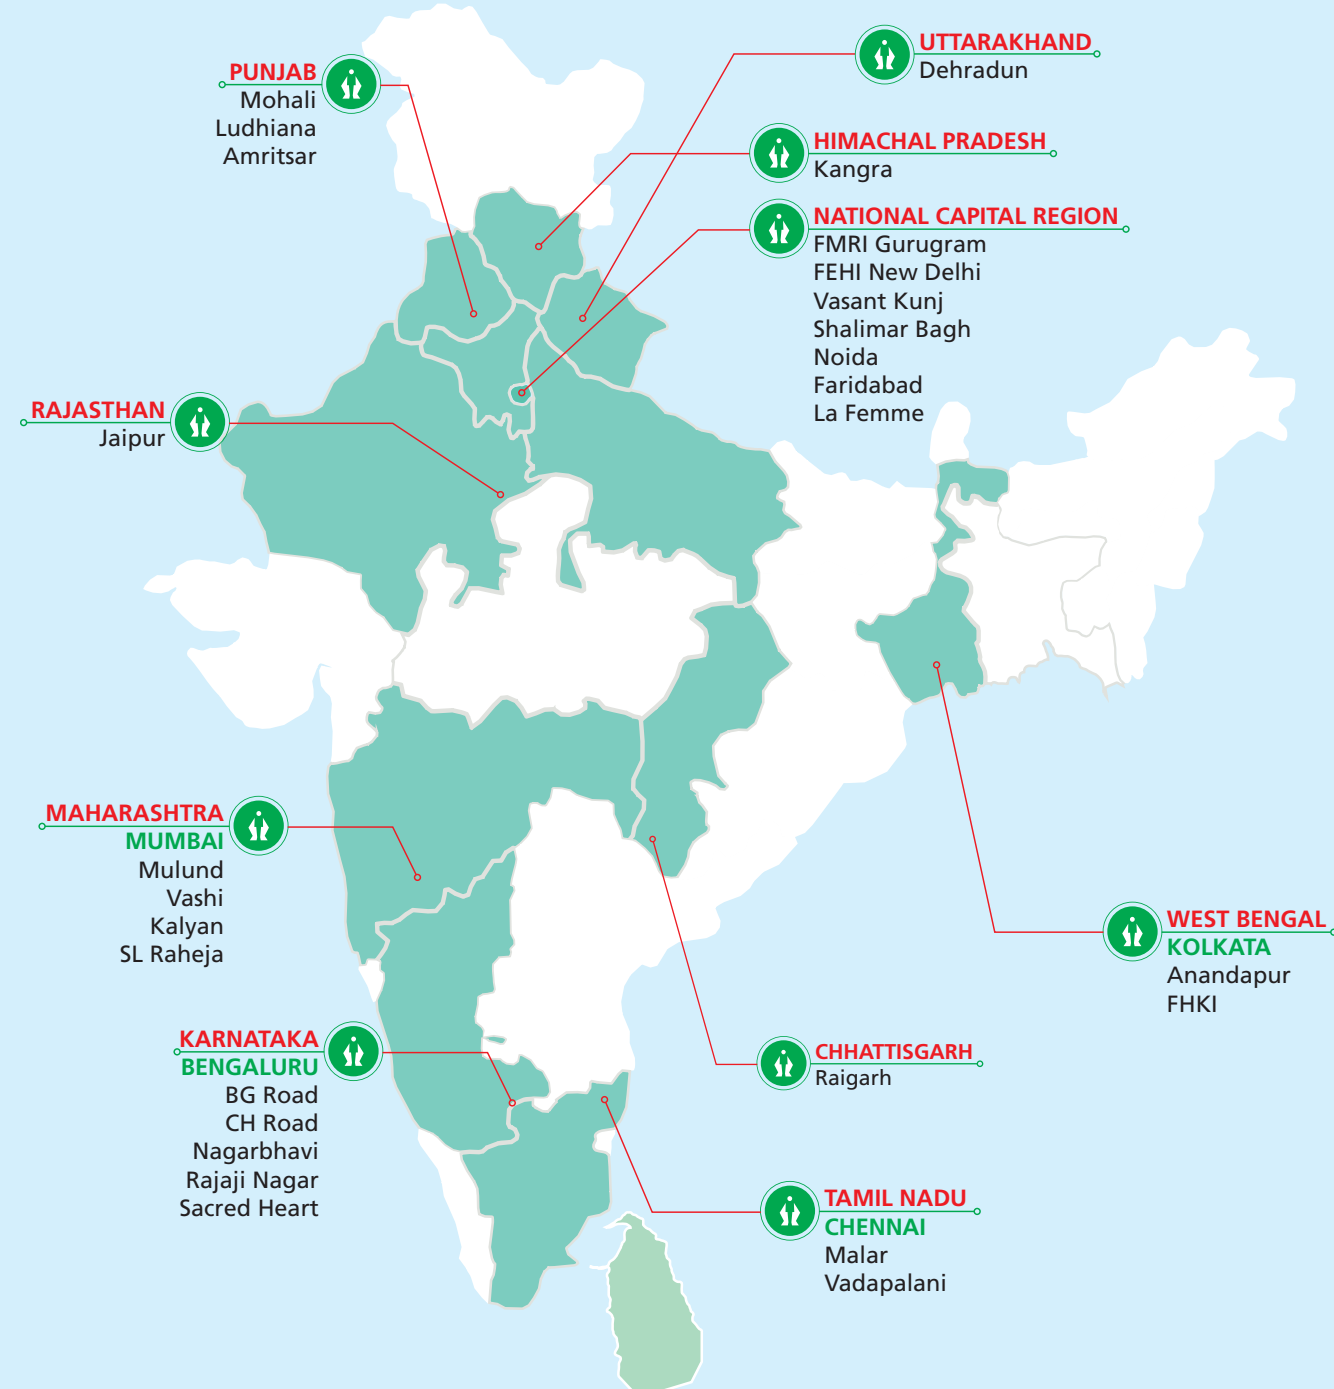 PUNJAB
Mohali
Ludhiana
Amritsar
UTTARAKHAND
Dehradun
HIMACHAL PRADESH
Kangra
NATIONAL CAPITAL REGION
FMRI Gurugram
FEHI New Delhi
Vasant Kunj
Shalimar Bagh
Noida
Faridabad
La Femme
RAJASTHAN
Jaipur
MAHARASHTRA
MUMBAI
Mulund
Vashi
Kalyan
SL Raheja
WEST BENGAL
KOLKATA
Anandapur
FHKI
KARNATAKA
BENGALURU
BG Road
CH Road
Nagarbhavi
Rajaji Nagar
Sacred Heart
CHHATTISGARH
Raigarh
TAMIL NADU
CHENNAI
Malar
Vadapalani